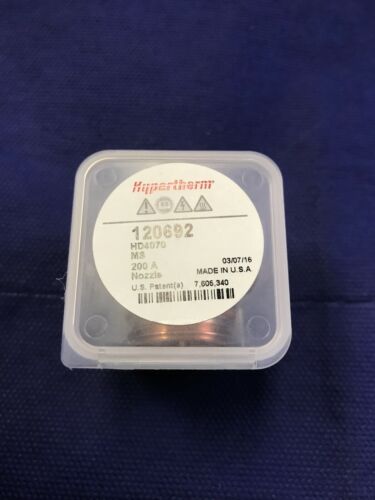 Hypertherm
120692
HD4070
MS
200 A
Nozzle
03/07/16
MADE IN U.S.A
U.S. Patent(s) 7,605,340